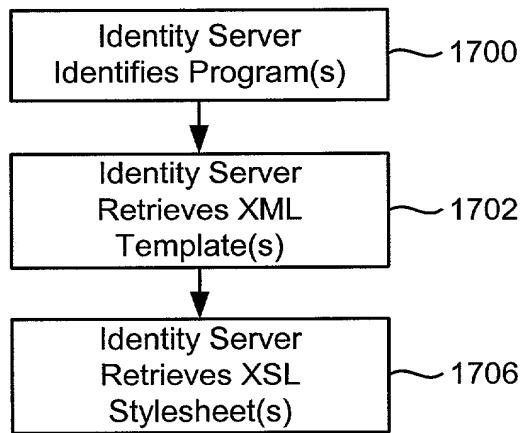 Identity Server
Identifies Program(s)
1700
Identity Server
Retrieves XML
Template(s)
1702
Identity Server
Retrieves XSL
Stylesheet(s)
1706